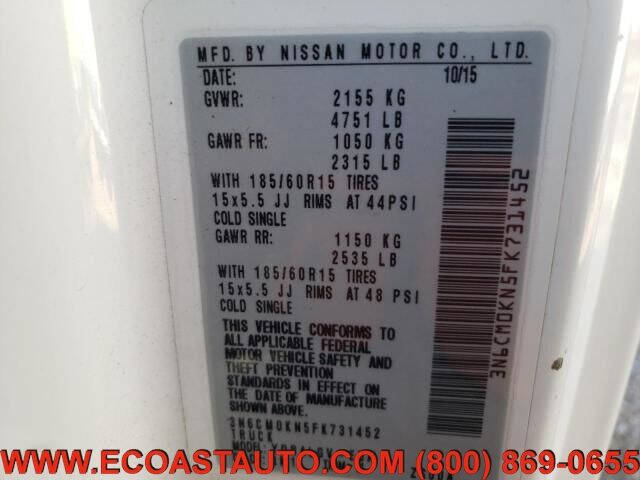 MFD. BY NISSAN MOTOR CO., LTD.
DATE: 10/15
GVWR: 2155 KG
4751 LB
GAWR FR: 1050 KG
2315 LB
WITH 185/60R15 TIRES
15x5.5 JJ RIMS AT 44PSI
COLD SINGLE
GAWR RR: 1150 KG
2535 LB
WITH 185/60R15 TIRES
15x5.5 JJ RIMS AT 48 PSI
COLD SINGLE
THIS VEHICLE CONFORMS TO
ALL APPLICABLE FEDERAL
MOTOR VEHICLE SAFETY AND
THEFT PREVENTION
STANDARDS IN EFFECT ON
THE DATE OF MANUFACTURE
SHOWN ABOVE.
3N6CM0KN5FK731452
TRUCK
3N6CM0KN5FK731452
WWW.ECOASTAUTO.COM (800) 869-0655